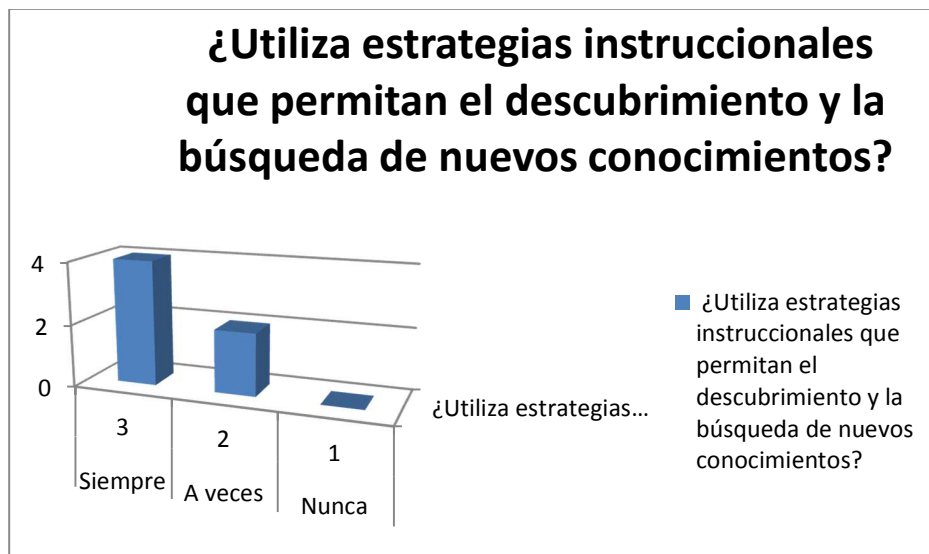 ¿Utiliza estrategias instruccionales
que permitan el descubrimiento y la
búsqueda de nuevos conocimientos?
4
2
0
3
2
1
Siempre
A veces
Nunca
¿Utiliza estrategias...
¿Utiliza estrategias
instruccionales que
permitan el
descubrimiento y la
búsqueda de nuevos
conocimientos?